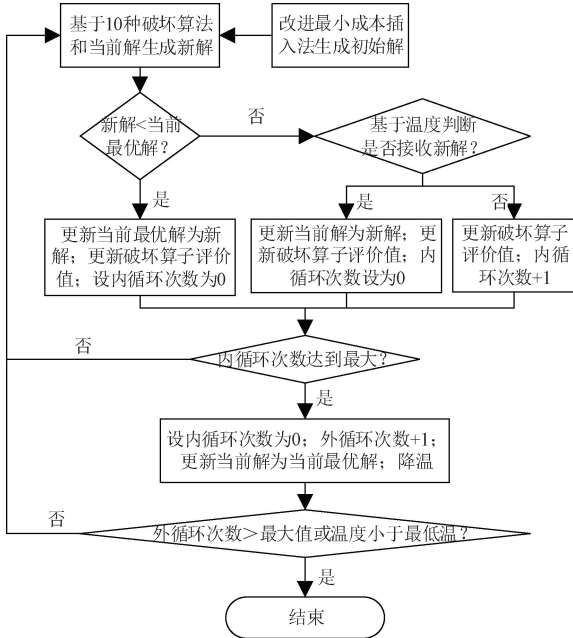 基于10种破坏算法
和当前解生成新解
改进最小成本插
入法生成初始解
新解<当前
最优解？
否
基于温度判断
是否接收新解？
是
是
否
更新当前最优解为新
解；更新破坏算子评价
值；设内循环次数为0
更新当前解为新解；更
新破坏算子评价值；内
循环次数设为0
更新破坏算子
评价值；内循
环次数+1
否
内循环次数达到最大？
是
设内循环次数为0；外循环次数+1；
更新当前解为当前最优解；降温
否
外循环次数＞最大值或温度小于最低温？
是
结束